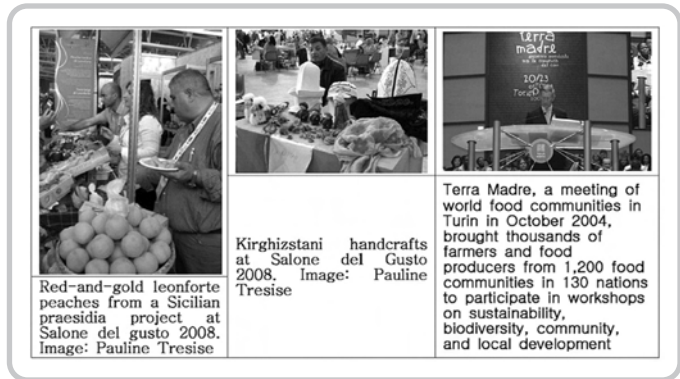 Red-and-gold leonforte
peaches from a Sicilian
praesidia project at
Salone del gusto 2008.
Image: Pauline Tresise
Kirghizstani handcrafts
at Salone del Gusto
2008. Image: Pauline
Tresise
terra
madre
10/23
Terra Madre, a meeting of
world food communities in
Turin in October 2004,
brought thousands of
farmers and food
producers from 1,200 food
communities in 130 nations
to participate in workshops
on sustainability,
biodiversity, community,
and local development